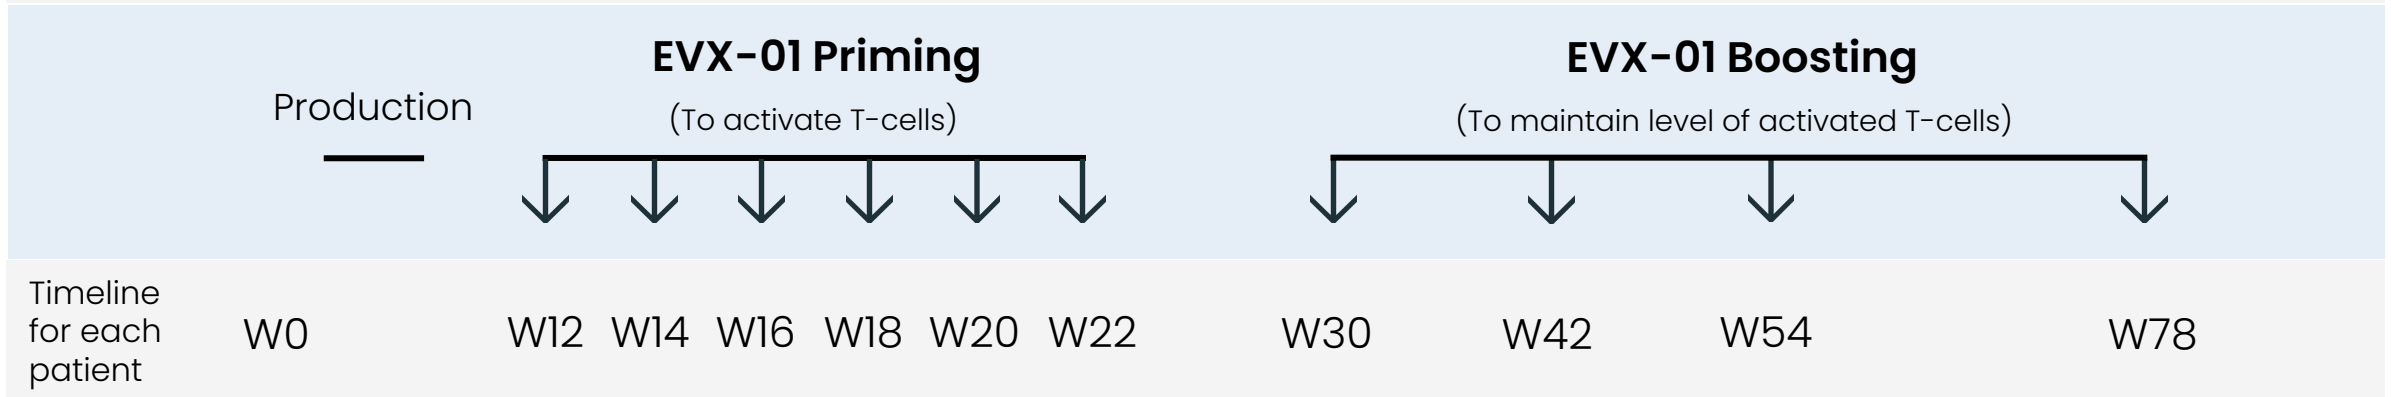 EVX-01 Priming
EVX-01 Boosting
Production
(To activate T-cells)
(To maintain level of activated T-cells)
Timeline
for each
patient
W0
W12 W14 W16 W18 W20 W22
W30
W42
W54
W78